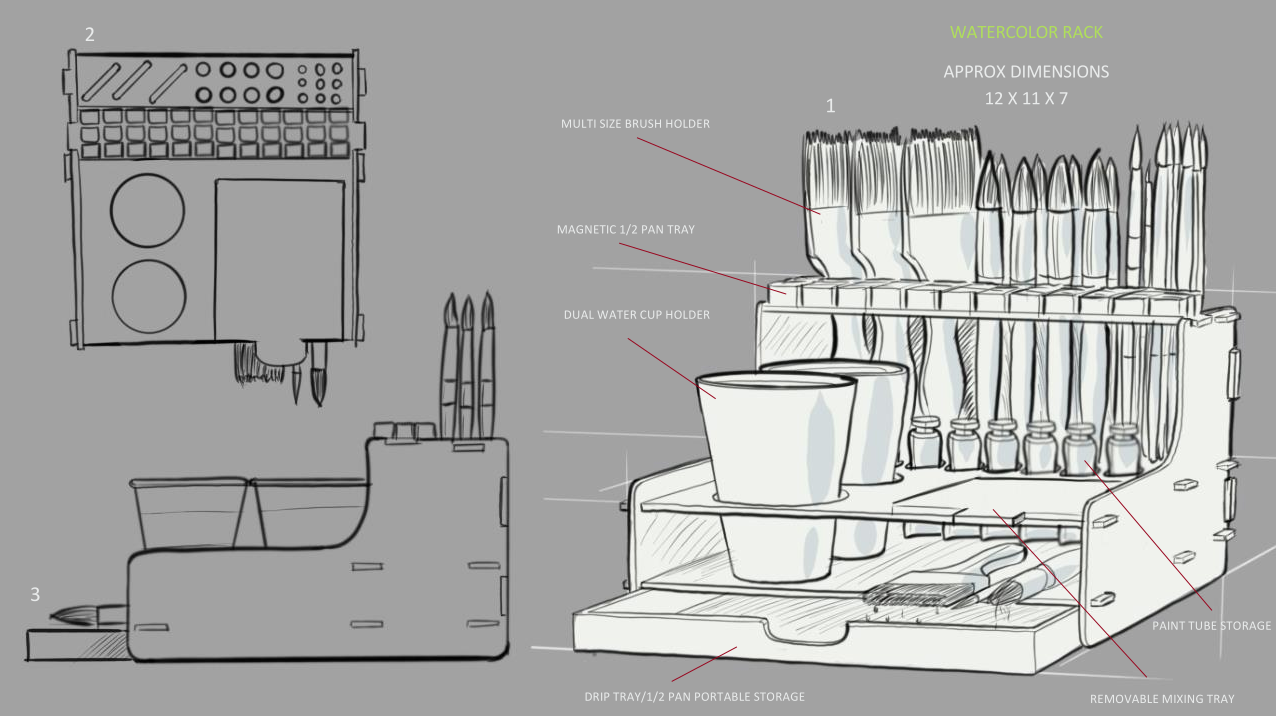 WATERCOLOR RACK
APPROX DIMENSIONS
12 X 11 X 7
2
1
MULTI SIZE BRUSH HOLDER
MAGNETIC 1/2 PAN TRAY
DUAL WATER CUP HOLDER
3
PAINT TUBE STORAGE
DRIP TRAY/1/2 PAN PORTABLE STORAGE
REMOVABLE MIXING TRAY